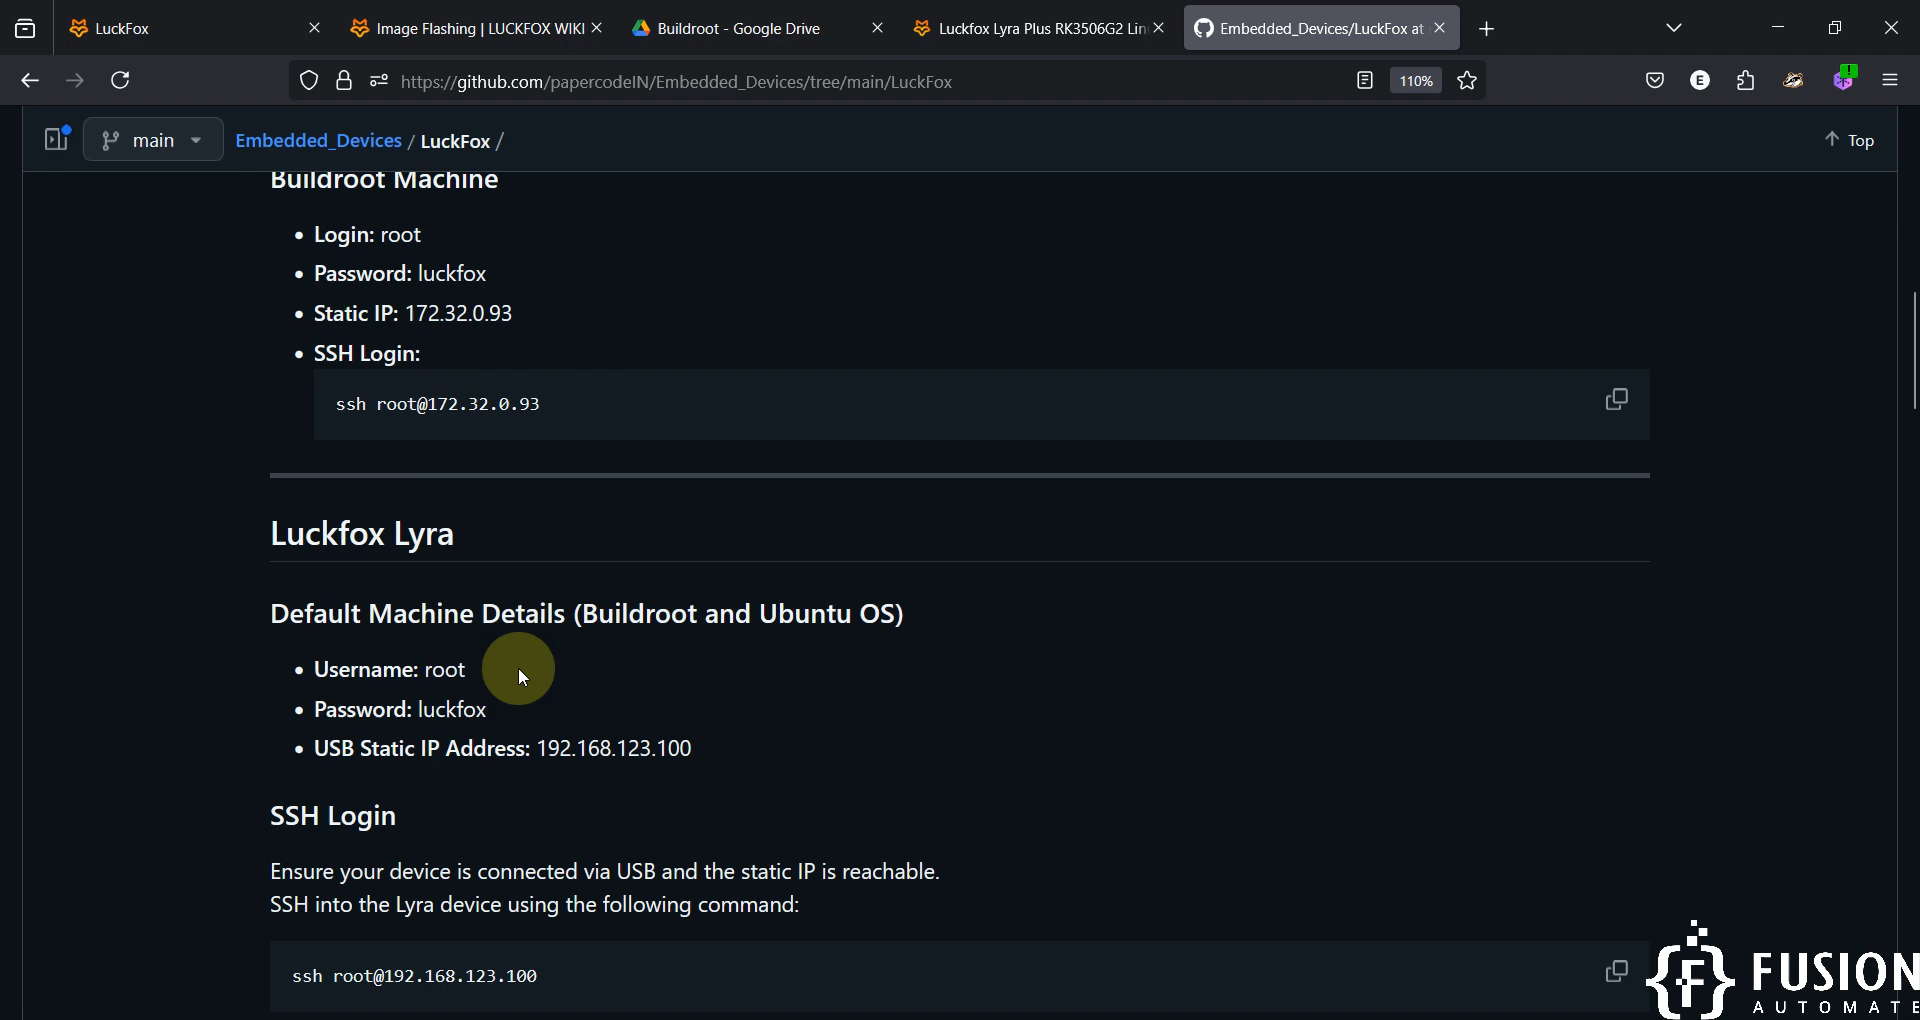 LuckFox
Image Flashing | LUCKFOX WIKI
Buildroot - Google Drive
Luckfox Lyra Plus RK3506G2 Lin
Embedded_Devices/LuckFox at
https://github.com/papercodeIN/Embedded_Devices/tree/main/LuckFox
110%
E
main
Embedded_Devices / LuckFox /
Top
Buildroot Machine
• Login: root
• Password: luckfox
• Static IP: 172.32.0.93
• SSH Login:
ssh root@172.32.0.93
Luckfox Lyra
Default Machine Details (Buildroot and Ubuntu OS)
• Username: root
• Password: luckfox
• USB Static IP Address: 192.168.123.100
SSH Login
Ensure your device is connected via USB and the static IP is reachable.
SSH into the Lyra device using the following command:
ssh root@192.168.123.100
{F} FUSION
AUTOMATE